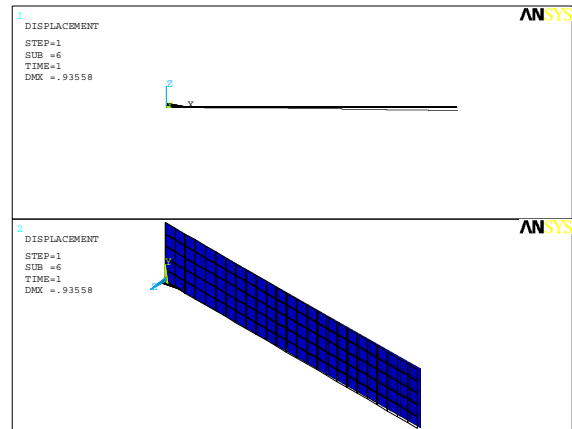 1
ANSYS
DISPLACEMENT
STEP=1
SUB =6
TIME=1
DMX =.93558
Z
X
2
ANSYS
DISPLACEMENT
STEP=1
SUB =6
TIME=1
DMX =.93558
Y
Z